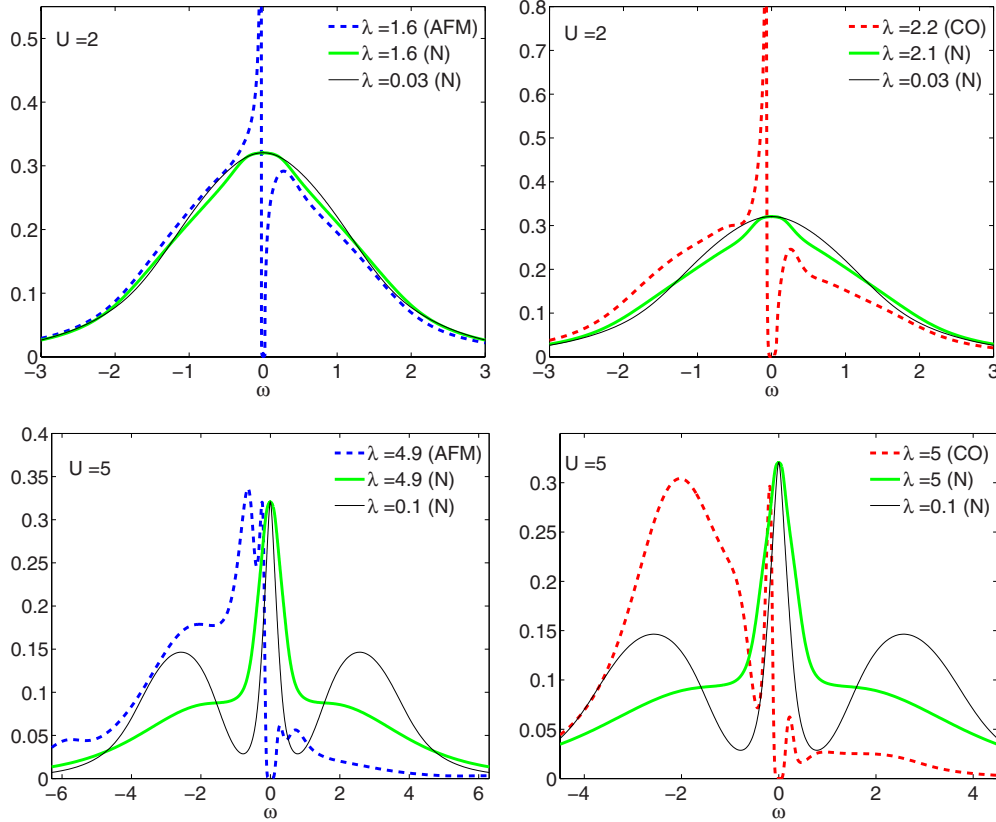 U =2
λ =1.6 (AFM)
λ =1.6 (N)
λ =0.03 (N)
0.5
0.4
0.3
0.2
0.1
0
−3 −2 −1 0 1 2 3
ω
U =2
λ =2.2 (CO)
λ =2.1 (N)
λ =0.03 (N)
0.8
0.7
0.6
0.5
0.4
0.3
0.2
0.1
0
−3 −2 −1 0 1 2 3
ω
U =5
λ =4.9 (AFM)
λ =4.9 (N)
λ =0.1 (N)
0.4
0.35
0.3
0.25
0.2
0.15
0.1
0.05
0
−6 −4 −2 0 2 4 6
ω
U =5
λ =5 (CO)
λ =5 (N)
λ =0.1 (N)
0.3
0.25
0.2
0.15
0.1
0.05
0
−4 −2 0 2 4
ω